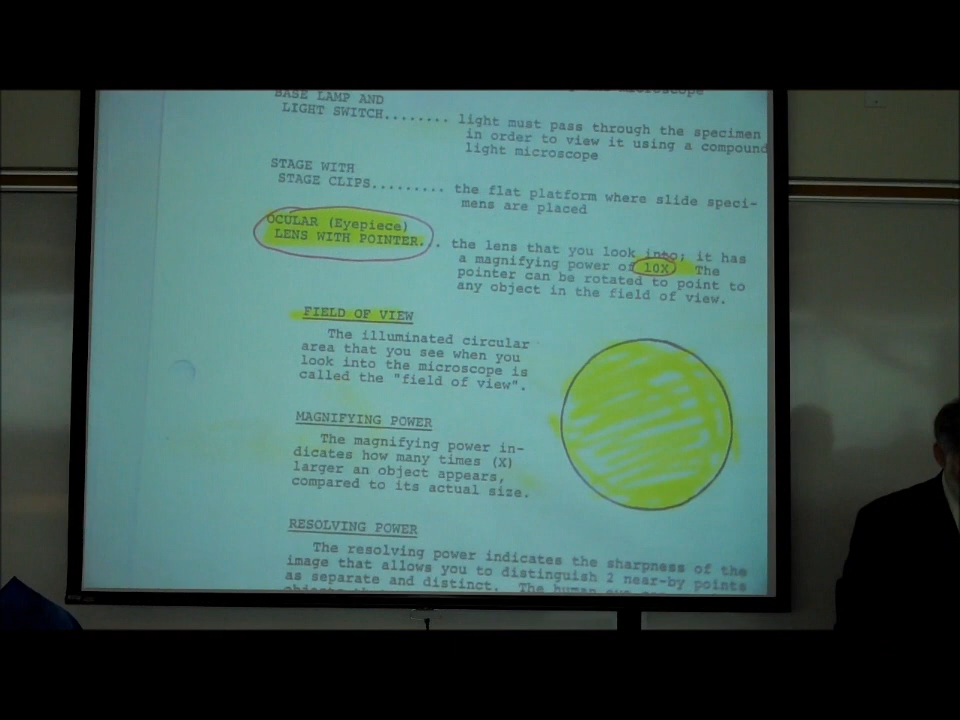 microscope
BASE LAMP AND
LIGHT SWITCH........ light must pass through the specimen
in order to view it using a compound
light microscope
STAGE WITH
STAGE CLIPS......... the flat platform where slide speci-
mens are placed
OCULAR (Eyepiece)
LENS WITH POINTER... the lens that you look into; it has
a magnifying power of 10X The
pointer can be rotated to point to
any object in the field of view.
FIELD OF VIEW
The illuminated circular
area that you see when you
look into the microscope is
called the "field of view".
MAGNIFYING POWER
The magnifying power in-
dicates how many times (X)
larger an object appears,
compared to its actual size.
RESOLVING POWER
The resolving power indicates the sharpness of the
image that allows you to distinguish 2 near-by points
as separate and distinct. The human eye